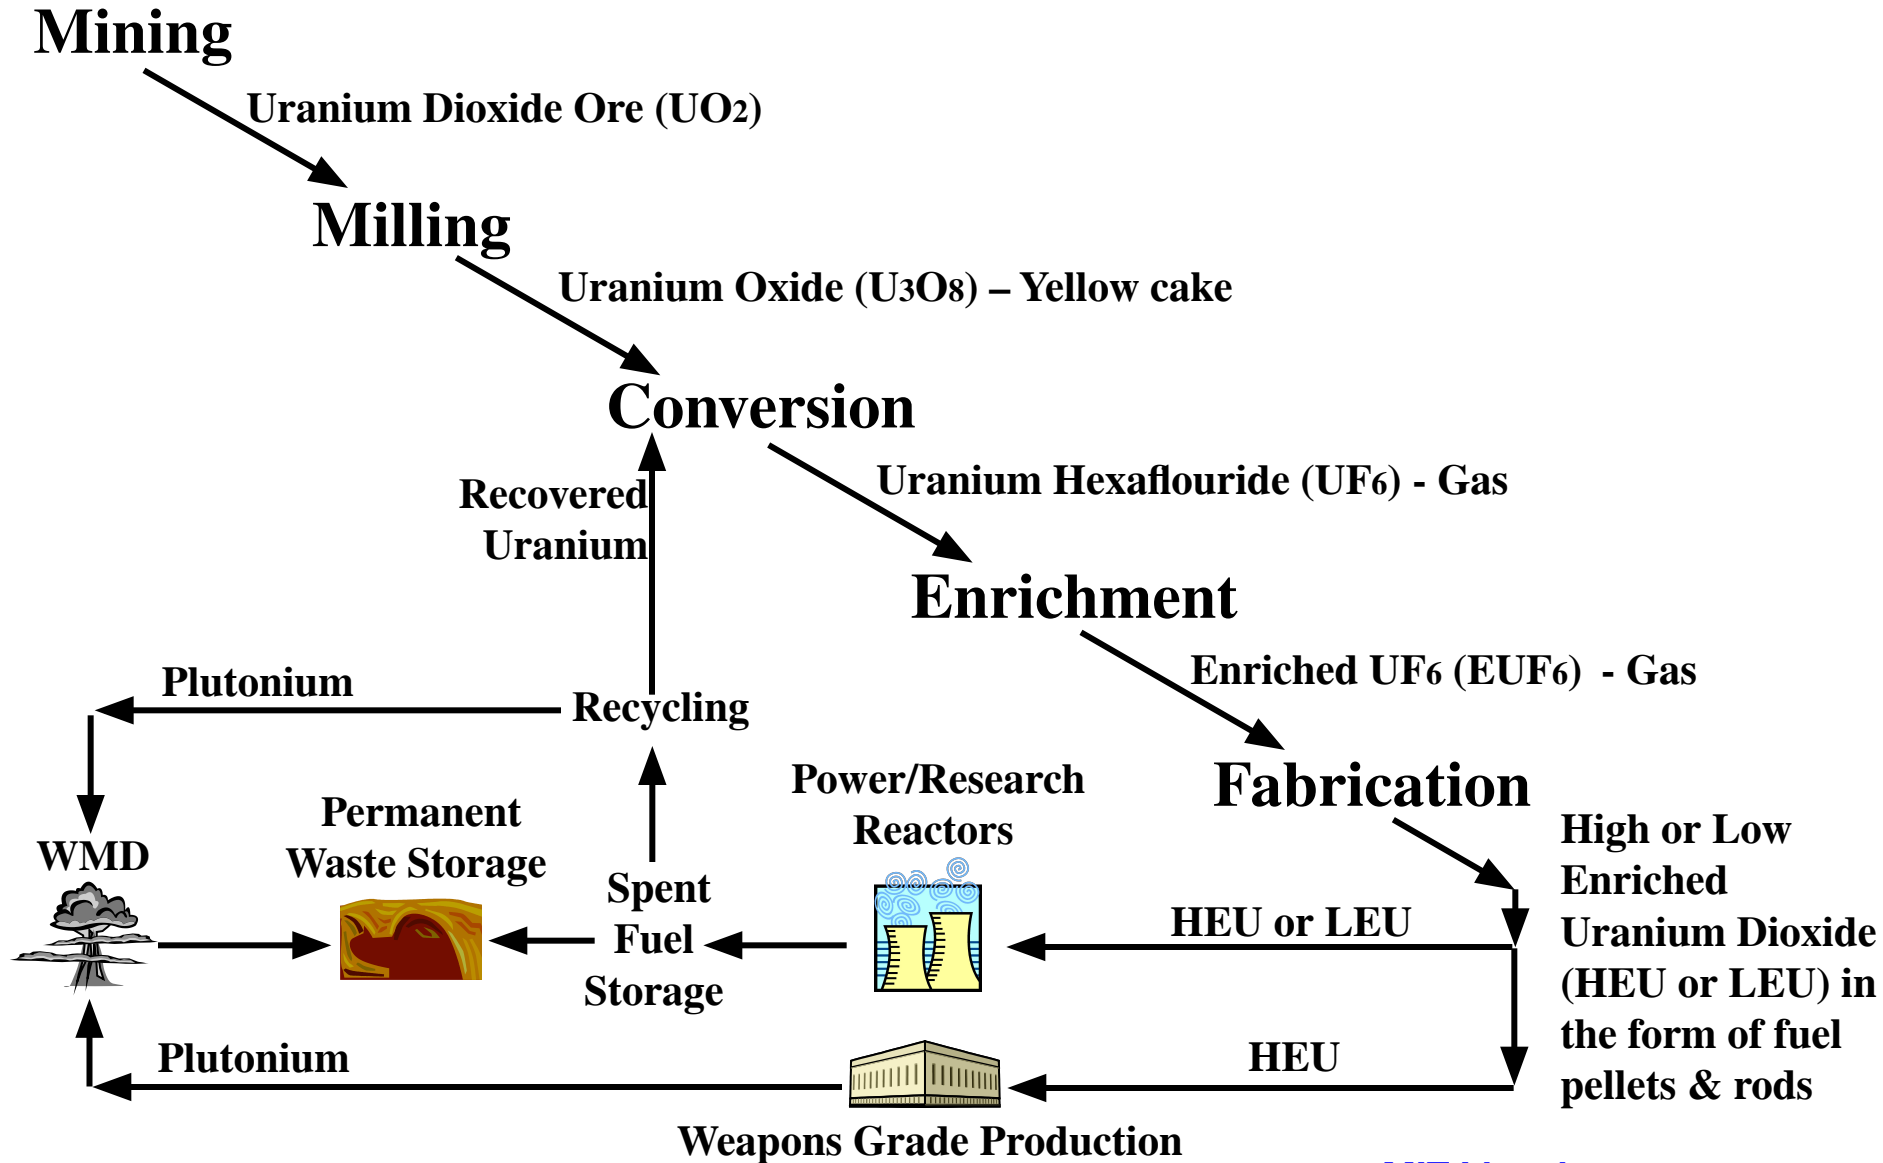 Mining
Uranium Dioxide Ore (UO2)
Milling
Uranium Oxide (U3O8) – Yellow cake
Conversion
Recovered
Uranium
Uranium Hexaflouride (UF6) - Gas
Enrichment
Enriched UF6 (EUF6) - Gas
Plutonium
Recycling
Fabrication
Power/Research
Reactors
Permanent
Waste Storage
WMD
Spent
Fuel
Storage
HEU or LEU
High or Low
Enriched
Uranium Dioxide
(HEU or LEU) in
the form of fuel
pellets & rods
Plutonium
HEU
Weapons Grade Production